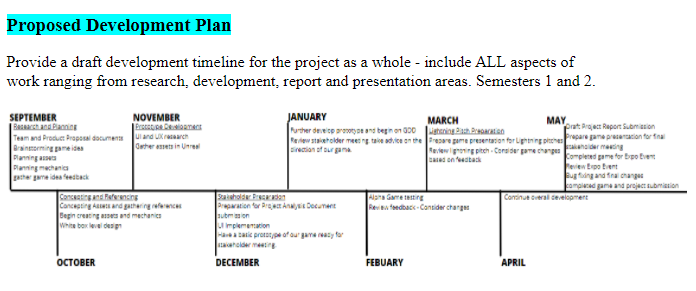 Proposed Development Plan
Provide a draft development timeline for the project as a whole - include ALL aspects of
work ranging from research, development, report and presentation areas. Semesters 1 and 2.
SEPTEMBER
Research and Planning
Team and Product Proposal documents
Brainstorming game idea
Planning assets
Planning mechanics
gather game idea feedback
NOVEMBER
Prototype Development
UI and UX research
Gather assets in Unreal
JANUARY
Further develop prototype and begin on GDD
Review stakeholder meeting, take advice on the
direction of our game.
MARCH
Lightning Pitch Preparation
Prepare game presentation for Lightning pitches
Review lightning pitch - Consider game changes
based on feedback
MAY
Draft Project Report Submission
Prepare game presentation for final
stakeholder meeting
Completed game for Expo Event
Review Expo Event
Bug fixing and final changes
completed game and project submission
Concepting and Referencing
Concepting Assets and gathering references
Begin creating assets and mechanics
White box level design
OCTOBER
Stakeholder Preparation
Preparation for Project Analysis Document
submission
UI Implementation
Have a basic prototype of our game ready for
stakeholder meeting
DECEMBER
Alpha Game testing
Review feedback - Consider changes
FEBUARY
Continue overall development
APRIL